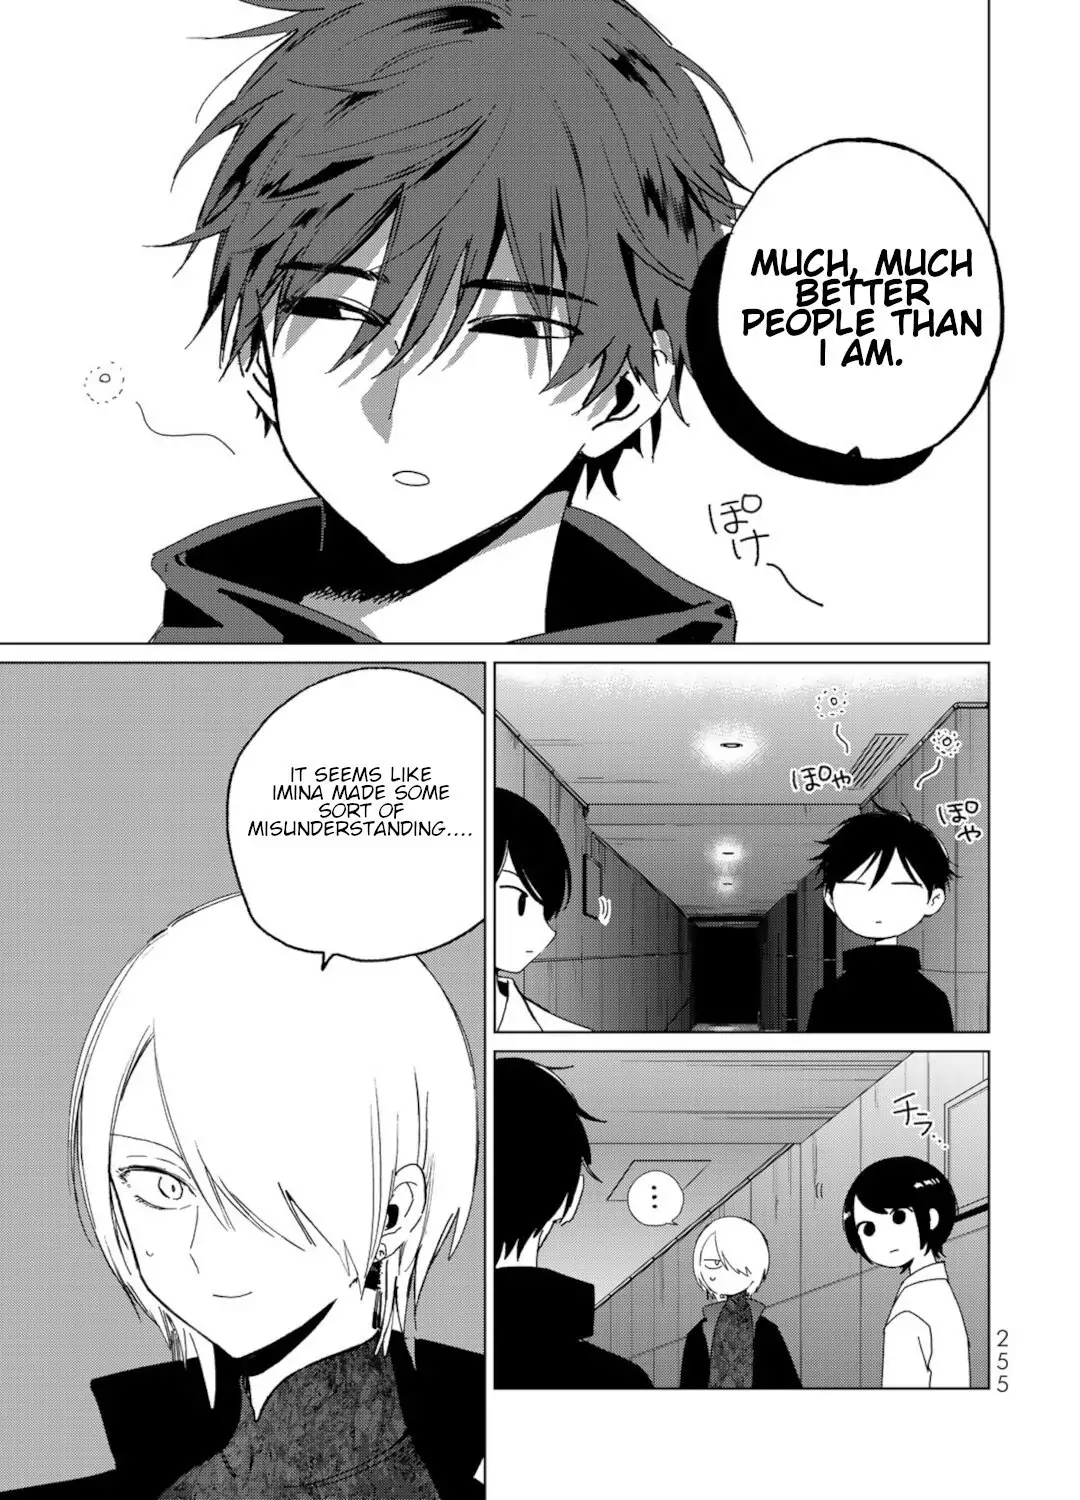 MUCH, MUCH
BETTER
PEOPLE THAN
I AM.
ぽけ〜
ぽや
ぽや
チラ…
…
IT SEEMS LIKE
IMINA MADE SOME
SORT OF
MISUNDERSTANDING....
255